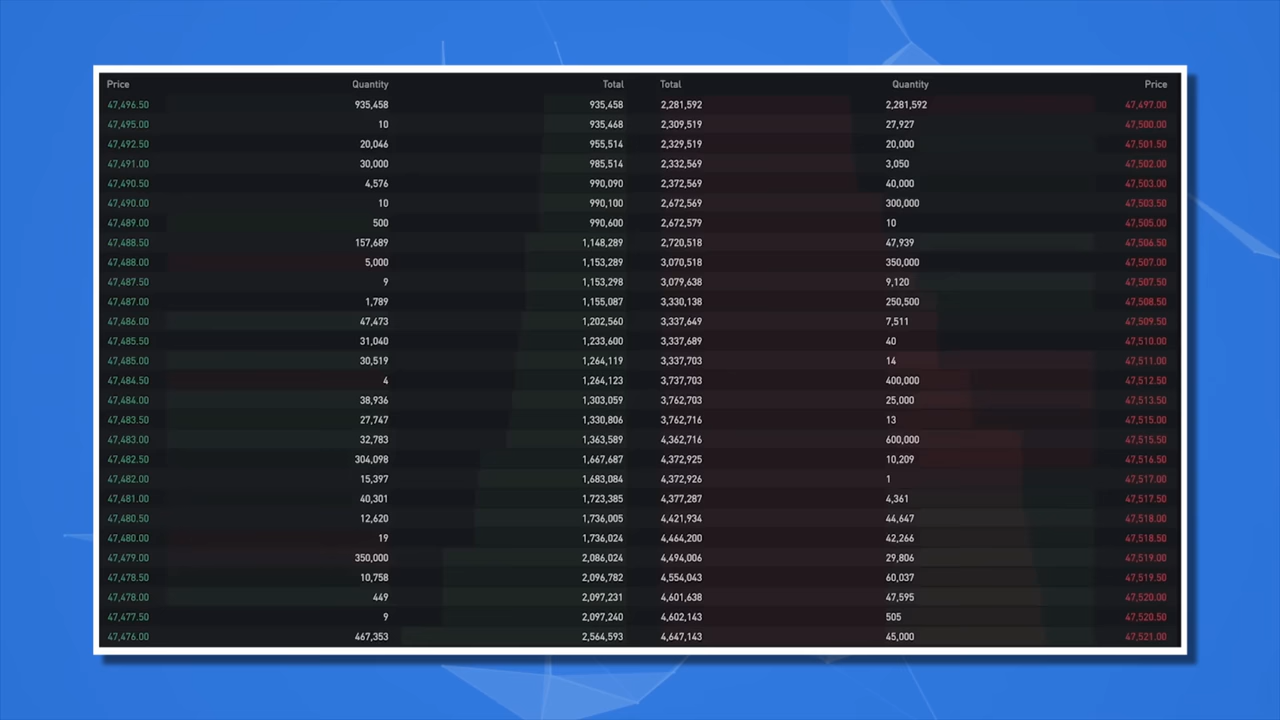 Price Quantity Total Total Quantity Price
47,496.50 935,458 935,458 2,281,592 2,281,592 47,497.00
47,495.00 10 935,468 2,309,519 27,927 47,500.00
47,492.50 20,046 955,514 2,329,519 20,000 47,501.50
47,491.00 30,000 985,514 2,332,569 3,050 47,502.00
47,490.50 4,576 990,090 2,372,569 40,000 47,503.00
47,490.00 10 990,100 2,672,569 300,000 47,503.50
47,489.00 500 990,600 2,672,579 10 47,505.00
47,488.50 157,689 1,148,289 2,720,518 47,939 47,506.50
47,488.00 5,000 1,153,289 3,070,518 350,000 47,507.00
47,487.50 9 1,153,298 3,079,638 9,120 47,507.50
47,487.00 1,789 1,155,087 3,330,138 250,500 47,508.50
47,486.00 47,473 1,202,560 3,337,649 7,511 47,509.50
47,485.50 31,040 1,233,600 3,337,689 40 47,510.00
47,485.00 30,519 1,264,119 3,337,703 14 47,511.00
47,484.50 4 1,264,123 3,737,703 400,000 47,512.50
47,484.00 38,936 1,303,059 3,762,703 25,000 47,513.50
47,483.50 27,747 1,330,806 3,762,716 13 47,515.00
47,483.00 32,783 1,363,589 4,362,716 600,000 47,515.50
47,482.50 304,098 1,667,687 4,372,925 10,209 47,516.50
47,482.00 15,397 1,683,084 4,372,926 1 47,517.00
47,481.00 40,301 1,723,385 4,377,287 4,361 47,517.50
47,480.50 12,620 1,736,005 4,421,934 44,647 47,518.00
47,480.00 19 1,736,024 4,464,200 42,266 47,518.50
47,479.00 350,000 2,086,024 4,494,006 29,806 47,519.00
47,478.50 10,758 2,096,782 4,554,043 60,037 47,519.50
47,478.00 449 2,097,231 4,601,638 47,595 47,520.00
47,477.50 9 2,097,240 4,602,143 505 47,520.50
47,476.00 467,353 2,564,593 4,647,143 45,000 47,521.00